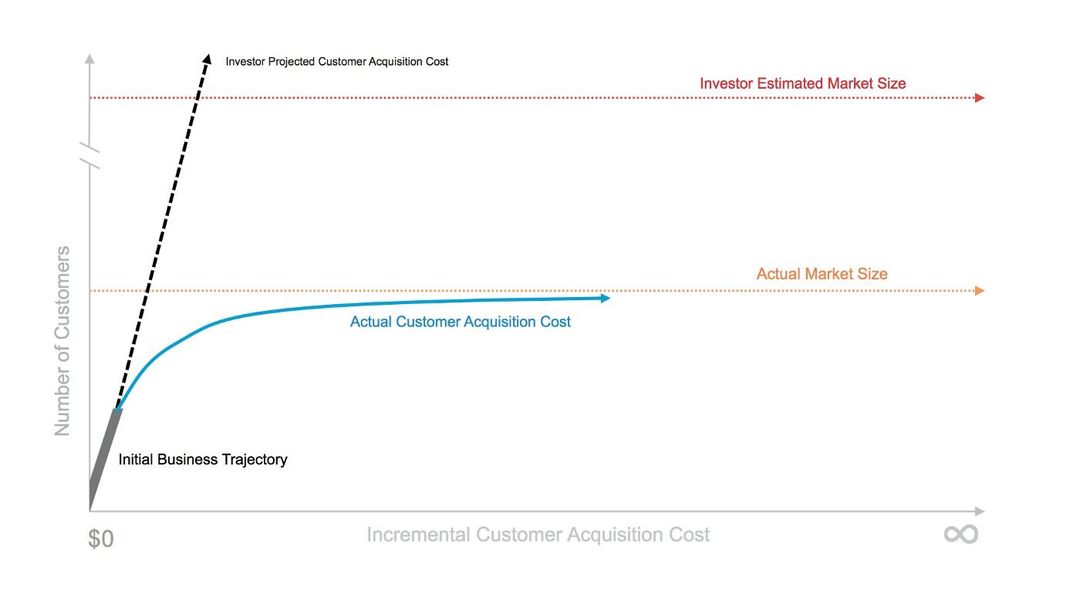 Investor Projected Customer Acquisition Cost
Investor Estimated Market Size
Actual Market Size
Actual Customer Acquisition Cost
Number of Customers
Initial Business Trajectory
$0
Incremental Customer Acquisition Cost
∞